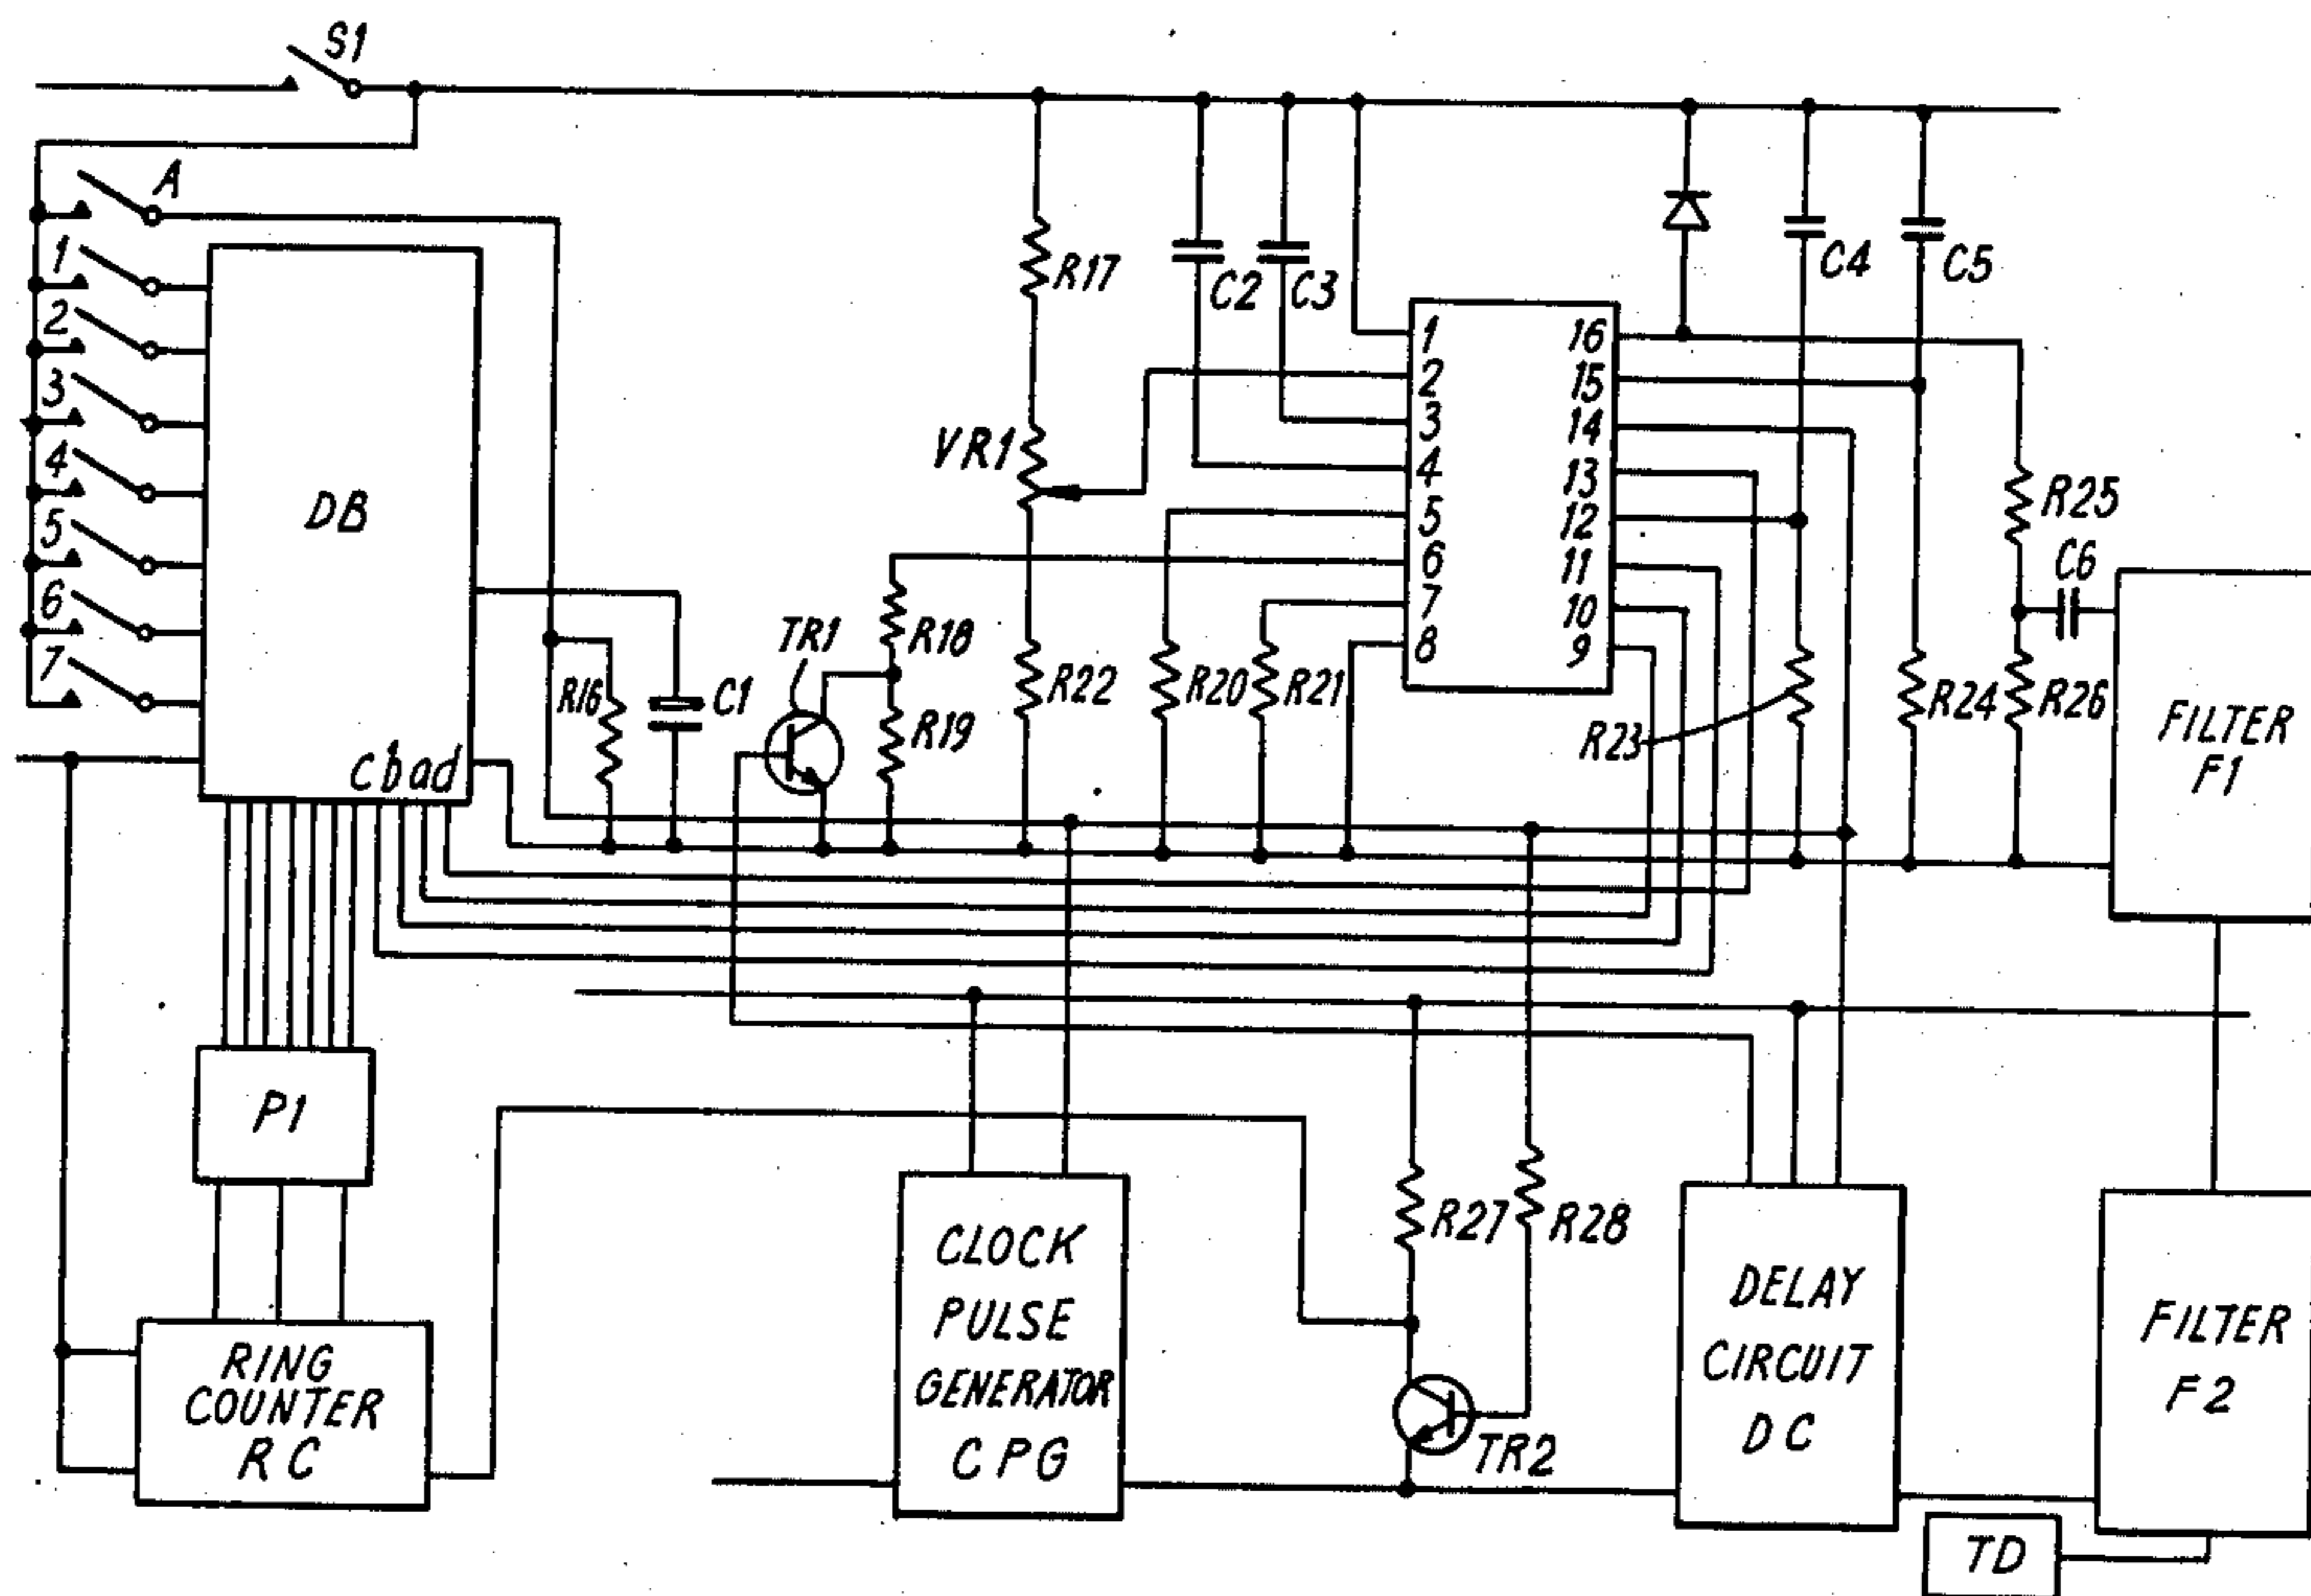 S1
A
1
2
3
4
5
6
7
DB
c b a d
R17
C2
C3
VR1
1
2
3
4
5
6
7
8
16
15
14
13
12
11
10
9
C4
C5
R25
C6
TR1
R18
R16
C1
R19
R22
R20
R21
R23
R24
R26
FILTER
F1
P1
RING
COUNTER
RC
CLOCK
PULSE
GENERATOR
CPG
R27
R28
TR2
DELAY
CIRCUIT
DC
FILTER
F2
TD